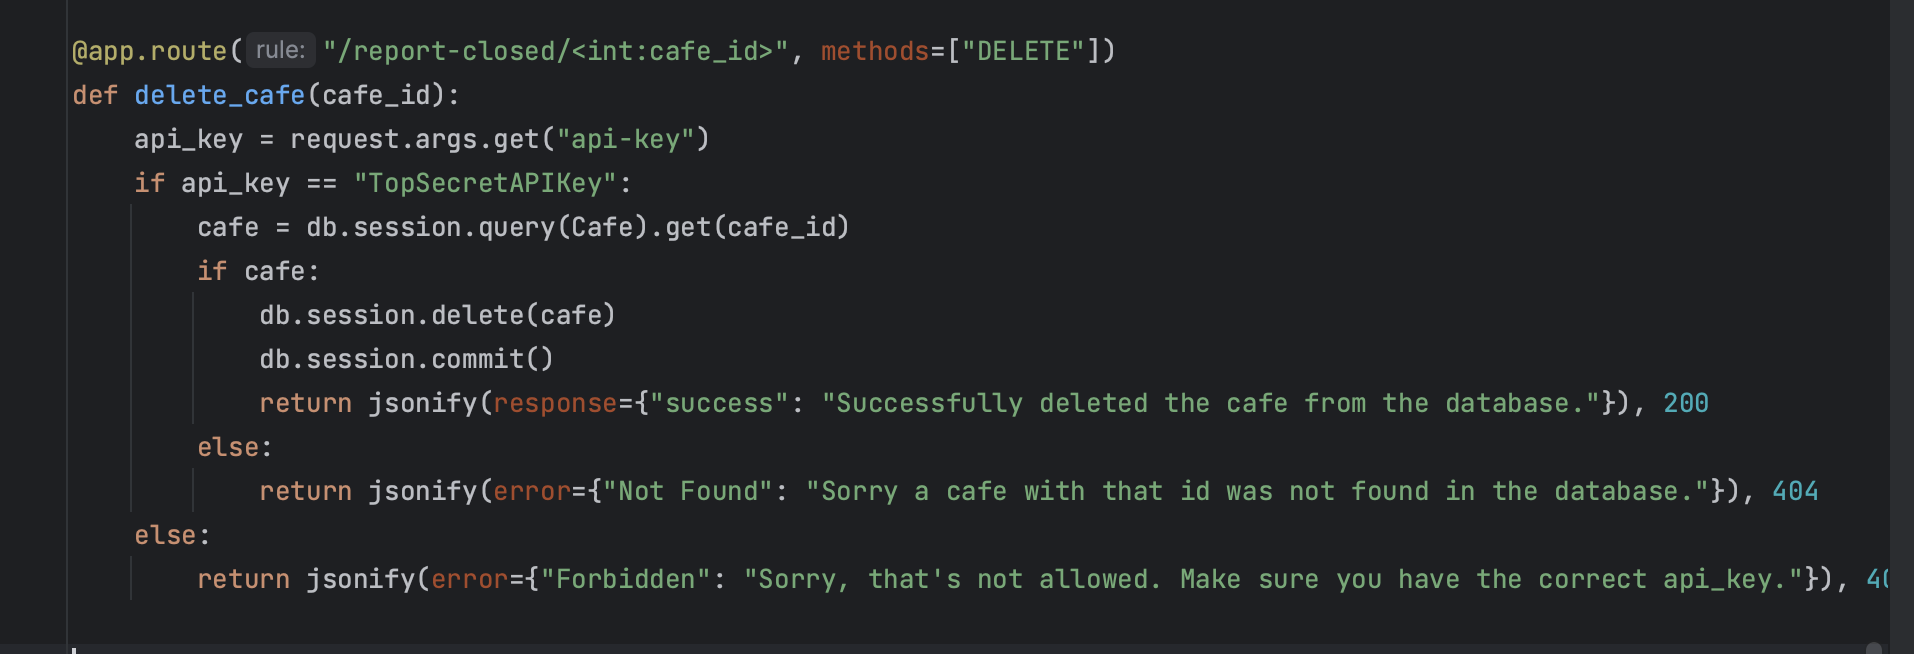 @app.route( rule: "/report-closed/<int:cafe_id>", methods=["DELETE"])
def delete_cafe(cafe_id):
    api_key = request.args.get("api-key")
    if api_key == "TopSecretAPIKey":
        cafe = db.session.query(Cafe).get(cafe_id)
        if cafe:
            db.session.delete(cafe)
            db.session.commit()
            return jsonify(response={"success": "Successfully deleted the cafe from the database."}), 200
        else:
            return jsonify(error={"Not Found": "Sorry a cafe with that id was not found in the database."}), 404
    else:
        return jsonify(error={"Forbidden": "Sorry, that's not allowed. Make sure you have the correct api_key."}),